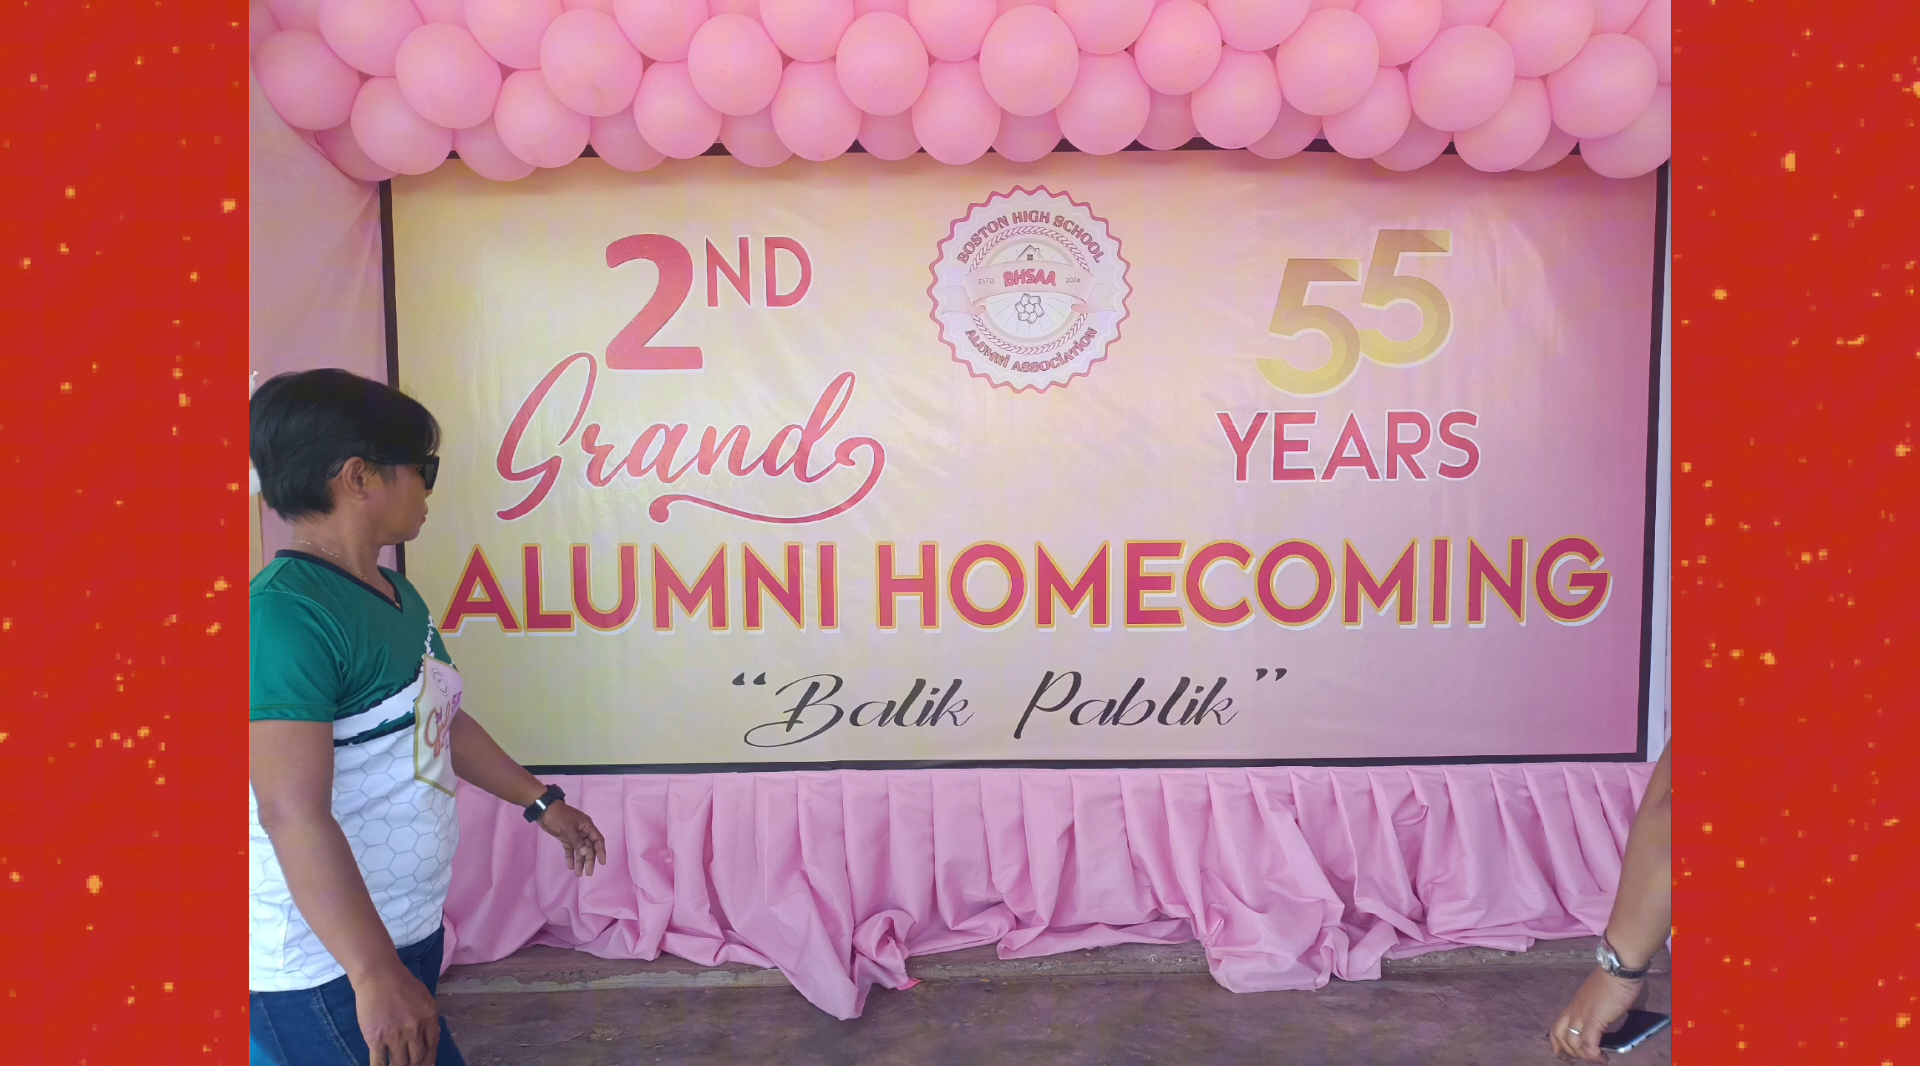 2ND
Grand
BOSTON HIGH SCHOOL
ESTD BHSAA 2024
ALUMNI ASSOCIATION
55
YEARS
ALUMNI HOMECOMING
“Balik Pablik”